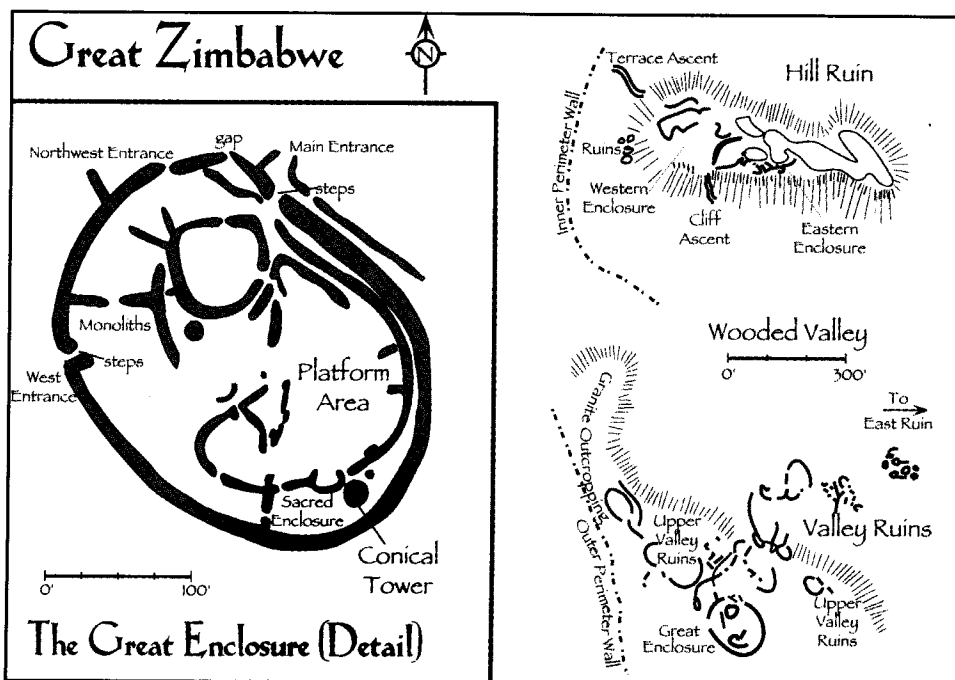 Great Zimbabwe
N
Northwest Entrance
gap
Main Entrance
steps
Monoliths
steps
West
Entrance
Platform
Area
Sacred
Enclosure
Conical
Tower
0' 100'
The Great Enclosure (Detail)
Terrace Ascent
Hill Ruin
Inner Perimeter Wall
Ruins
Western
Enclosure
Cliff
Ascent
Eastern
Enclosure
Wooded Valley
0' 300'
To
East Ruin
Granite Outcropping
Outer Perimeter Wall
Upper
Valley
Ruins
Valley Ruins
Great
Enclosure
Upper
Valley
Ruins